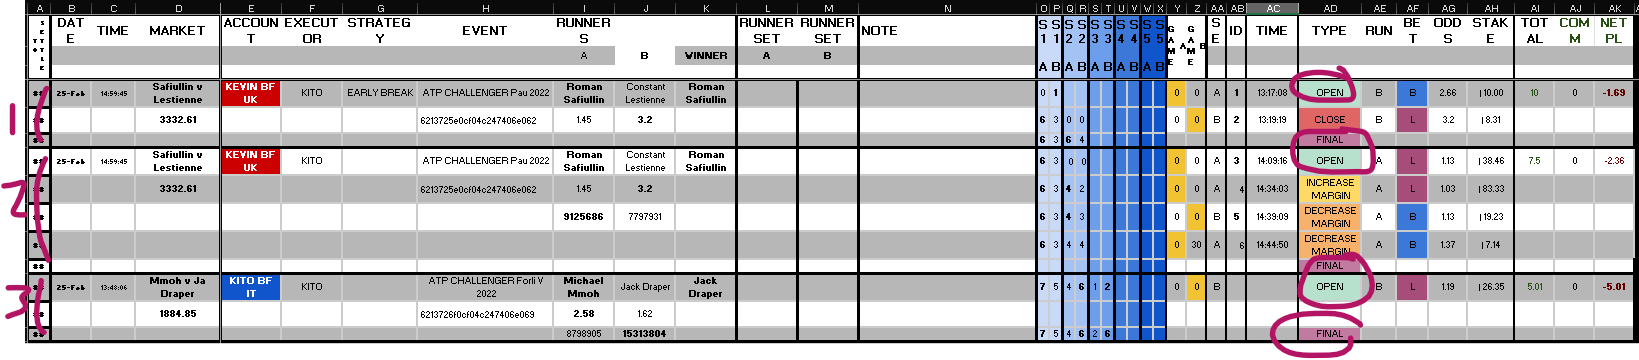 A B C D E F G H I J K L M N O P Q R S T U V W X Y Z AA AB AC AD AE AF AG AH AI AJ AK
SETTLE DATE TIME MARKET ACCOUNT EXECUTOR STRATEGY EVENT RUNNERS RUNNER SET RUNNER SET NOTE S1 S1 S2 S2 S3 S3 S4 S4 S5 S5 GAME A GAME B SE ID TIME TYPE RUN BET ODDS STAKE TOTAL COMM NET PL
A B WINNER A B A B A B A B A B A B
## 25-Feb 14:59:45 Safiullin v Lestienne KEVIN BF UK KITO EARLY BREAK ATP CHALLENGER Pau 2022 Roman Safiullin Constant Lestienne Roman Safiullin 0 1 0 0 A 1 13:17:08 OPEN B B 2.66 10.00 10 0 -1.69
1 ## 3332.61 6213725e0cf04c247406e062 1.45 3.2 6 3 0 0 0 0 B 2 13:19:19 CLOSE B L 3.2 8.31
## 6 3 6 4 FINAL
## 25-Feb 14:59:45 Safiullin v Lestienne KEVIN BF UK KITO ATP CHALLENGER Pau 2022 Roman Safiullin Constant Lestienne Roman Safiullin 6 3 0 0 0 0 A 3 14:09:16 OPEN A L 1.13 38.46 7.5 0 -2.36
2 ## 3332.61 6213725e0cf04c247406e062 1.45 3.2 6 3 4 2 0 0 A 4 14:34:03 INCREASE MARGIN A L 1.03 83.33
## 9125686 7797931 6 3 4 3 0 0 B 5 14:39:09 DECREASE MARGIN A B 1.13 19.23
## 6 3 4 4 0 30 A 6 14:44:50 DECREASE MARGIN A B 1.37 7.14
## FINAL
3 ## 25-Feb 13:48:06 Mmoh v Ja Draper KITO BF IT KITO ATP CHALLENGER Forlì V 2022 Michael Mmoh Jack Draper Jack Draper 7 5 4 6 1 2 0 0 B OPEN B L 1.19 26.35 5.01 0 -5.01
## 1884.85 6213726f0cf04c247406e069 2.58 1.62
## 8798905 15313804 7 5 4 6 2 6 FINAL